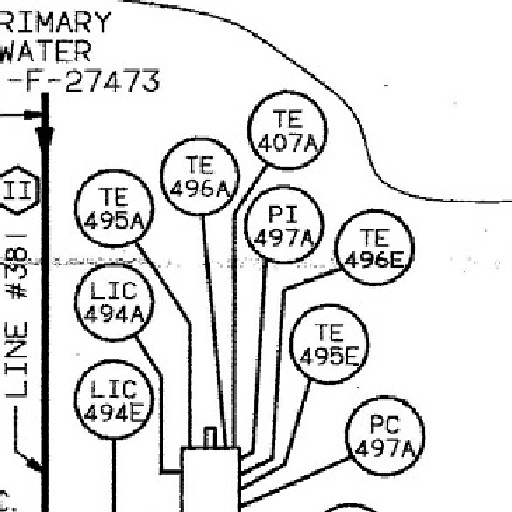 RIMARY
WATER
-F-27473
II
LINE #381
TE
407A
TE
496A
TE
495A
PI
497A
TE
496E
LIC
494A
TE
495E
LIC
494E
PC
497A